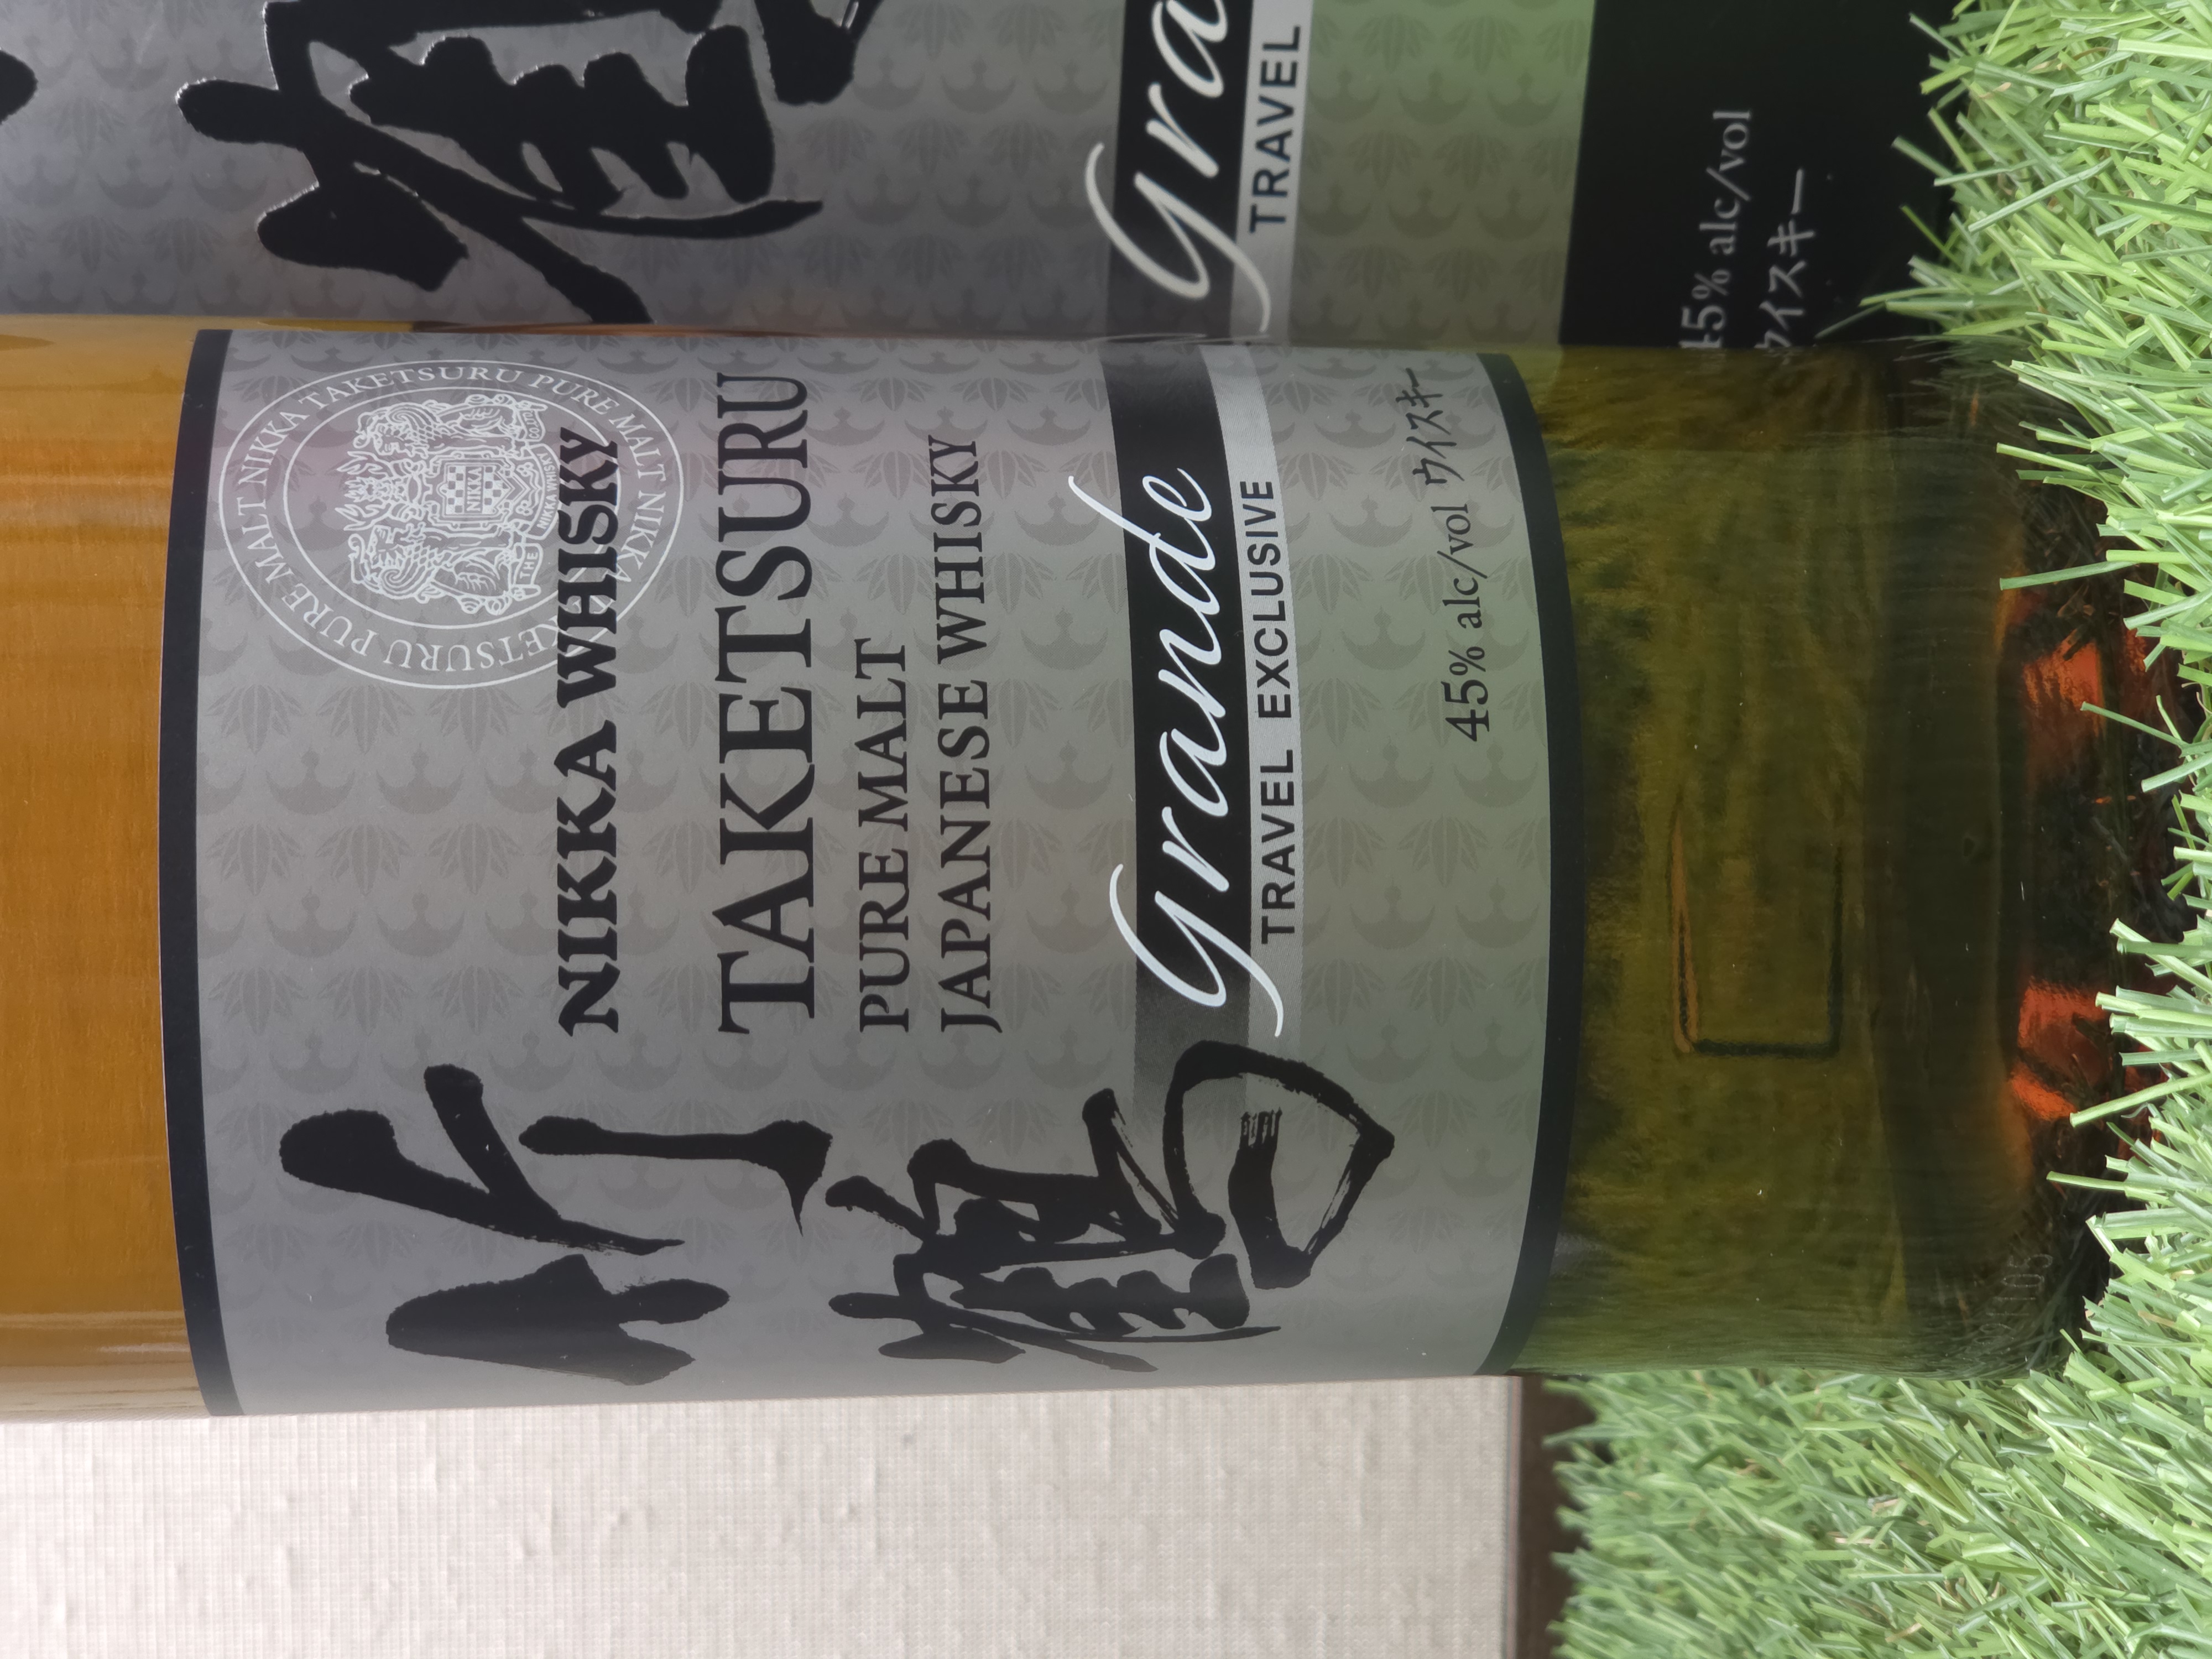 NIKKA TAKETSURU PURE MALT NIKKA TAKETSURU PURE MALT
NIKKA
THE NIKKA WHISKY
竹鶴
NIKKA WHISKY
TAKETSURU
PURE MALT
JAPANESE WHISKY
grande
TRAVEL EXCLUSIVE
45% alc/vol ウイスキー
鶴
gra
TRAVEL
45% alc/vol
ウイスキー